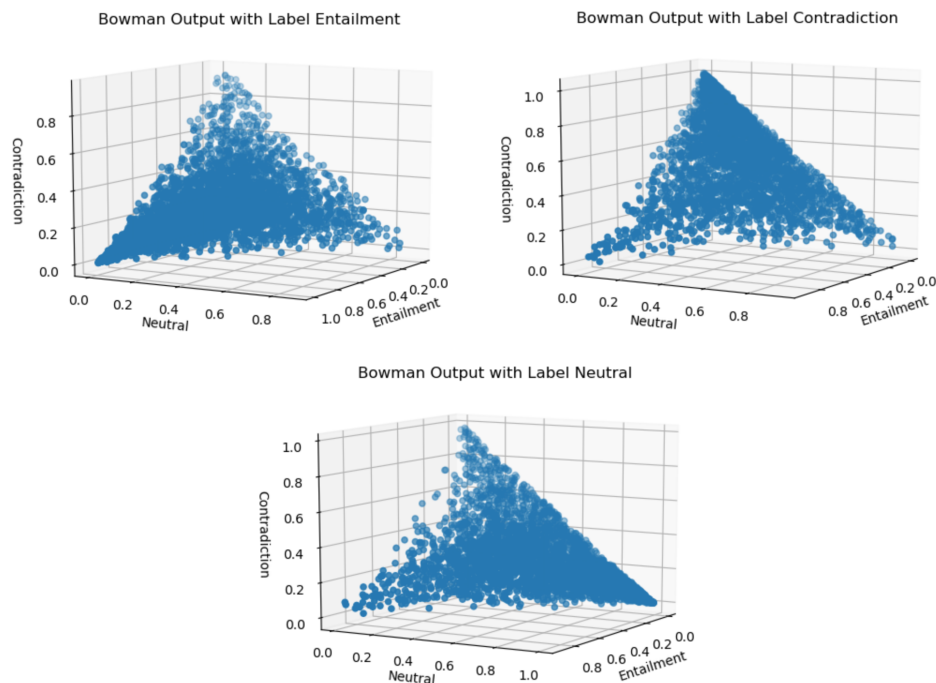 Bowman Output with Label Entailment
Contradiction
0.8
0.6
0.4
0.2
0.0
0.0 0.2 0.4 0.6 0.8
Neutral
1.0 0.8 0.6 0.4 0.2 0.0
Entailment
Bowman Output with Label Contradiction
Contradiction
1.0
0.8
0.6
0.4
0.2
0.0
0.0 0.2 0.4 0.6 0.8
Neutral
0.8 0.6 0.4 0.2 0.0
Entailment
Bowman Output with Label Neutral
Contradiction
1.0
0.8
0.6
0.4
0.2
0.0
0.0 0.2 0.4 0.6 0.8 1.0
Neutral
0.8 0.6 0.4 0.2 0.0
Entailment